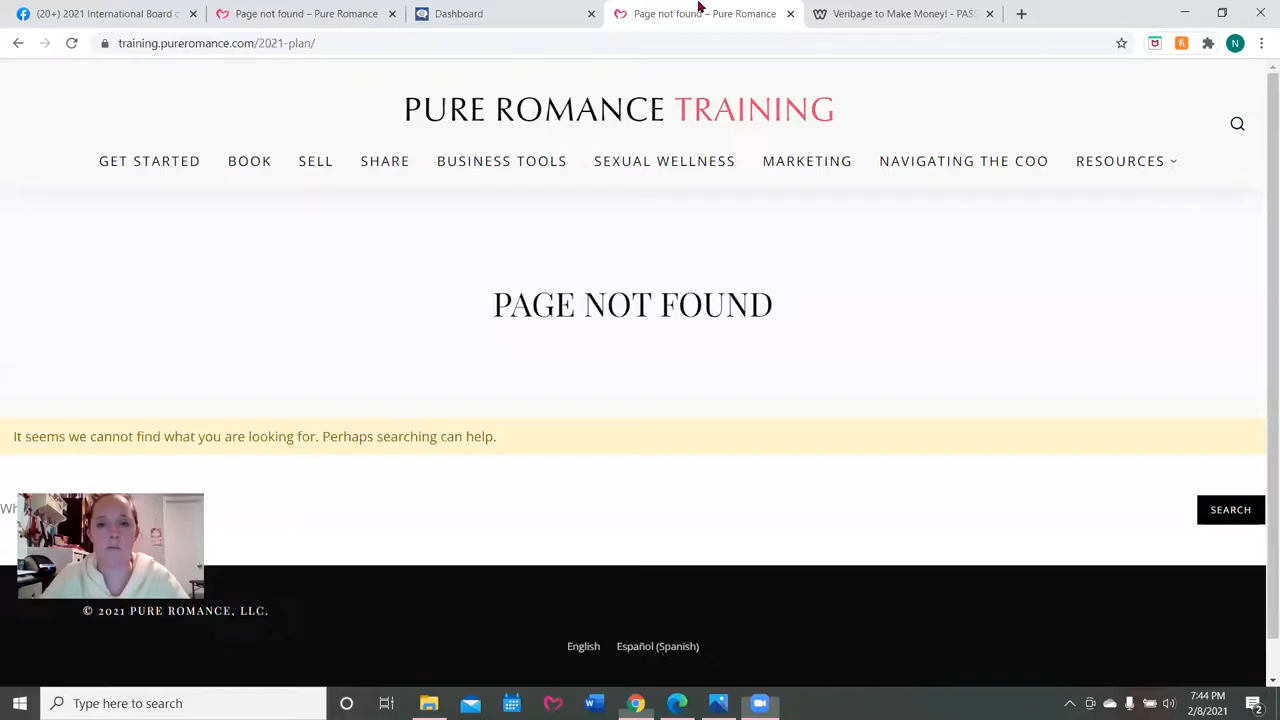 (20+) 2021 International Board
Page not found – Pure Romance
Dashboard
Page not found – Pure Romance
Veribage to Make Money! - PAS
training.pureromance.com/2021-plan/
N
PURE ROMANCE TRAINING
GET STARTED BOOK SELL SHARE BUSINESS TOOLS SEXUAL WELLNESS MARKETING NAVIGATING THE COO RESOURCES
PAGE NOT FOUND
It seems we cannot find what you are looking for. Perhaps searching can help.
Wh
SEARCH
© 2021 PURE ROMANCE, LLC.
English Español (Spanish)
Type here to search
7:44 PM
2/8/2021
2